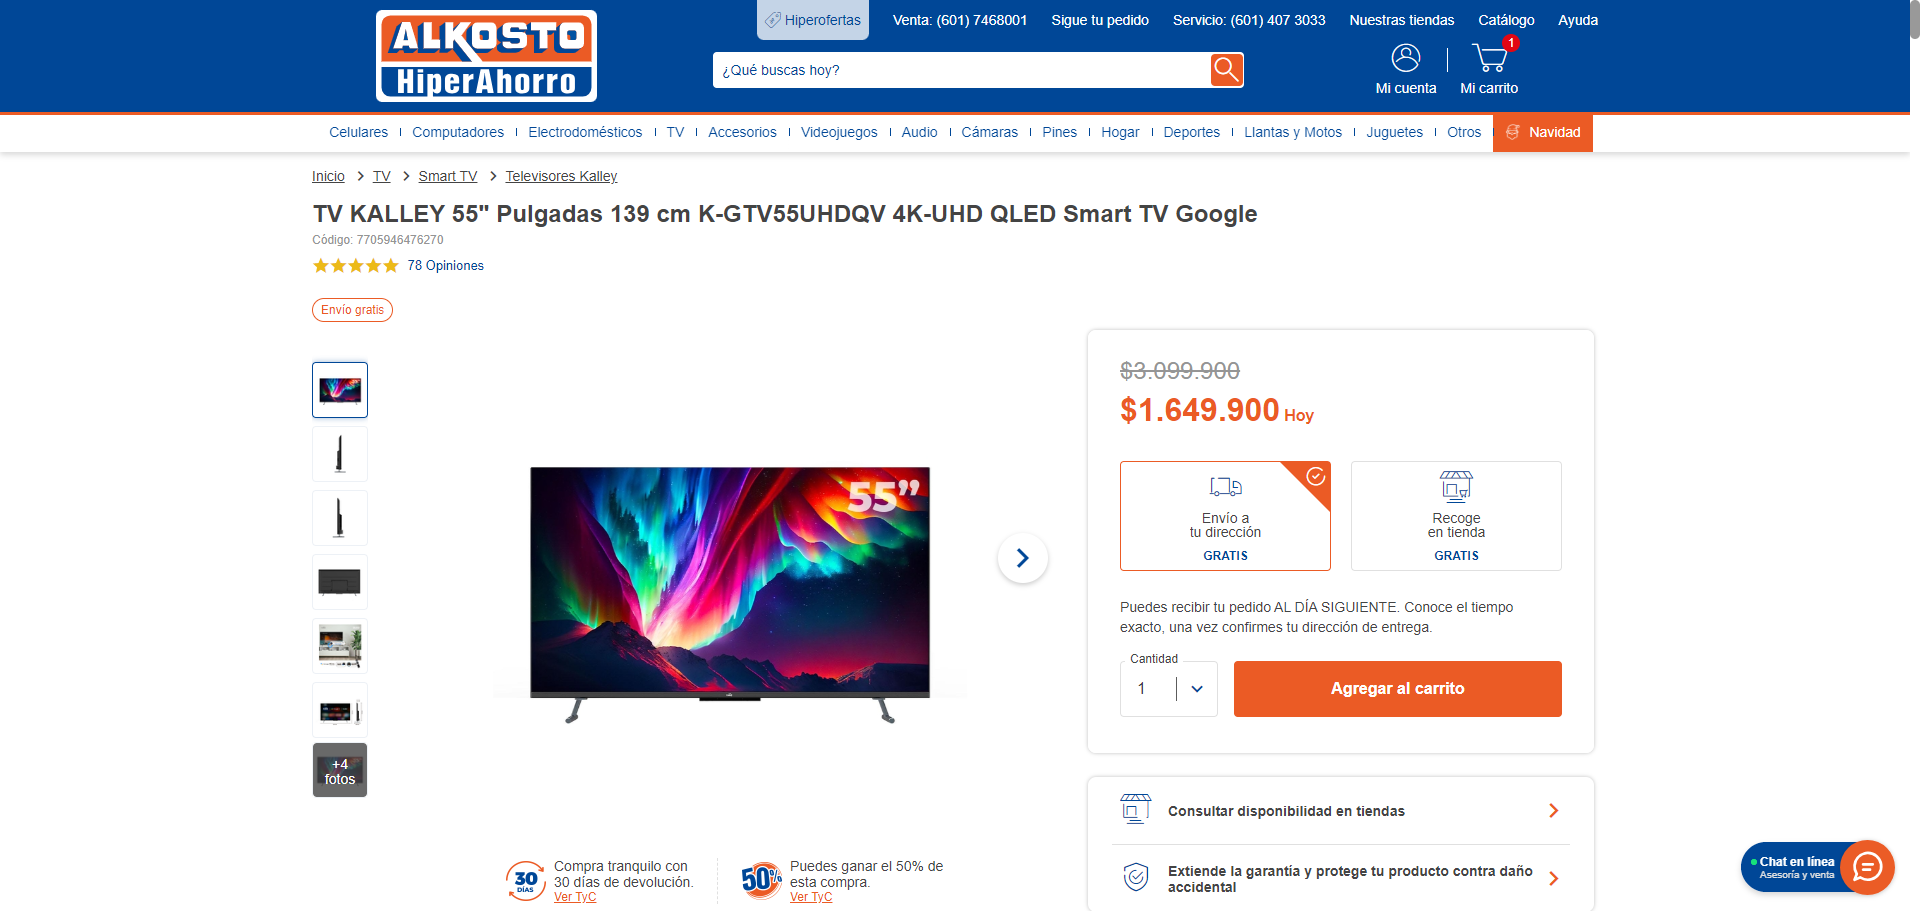 ALKOSTO
HiperAhorro
Hiperofertas
Venta: (601) 7468001
Sigue tu pedido
Servicio: (601) 407 3033
Nuestras tiendas
Catálogo
Ayuda
¿Qué buscas hoy?
Mi cuenta
1
Mi carrito
Celulares
Computadores
Electrodomésticos
TV
Accesorios
Videojuegos
Audio
Cámaras
Pines
Hogar
Deportes
Llantas y Motos
Juguetes
Otros
Navidad
Inicio
TV
Smart TV
Televisores Kalley
TV KALLEY 55" Pulgadas 139 cm K-GTV55UHDQV 4K-UHD QLED Smart TV Google
Código: 7705946476270
78 Opiniones
Envío gratis
+4
fotos
55”
30
DÍAS
Compra tranquilo con
30 días de devolución.
Ver TyC
50%
Puedes ganar el 50% de
esta compra.
Ver TyC
$3.099.900
$1.649.900 Hoy
Envío a
tu dirección
GRATIS
Recoge
en tienda
GRATIS
Puedes recibir tu pedido AL DÍA SIGUIENTE. Conoce el tiempo
exacto, una vez confirmes tu dirección de entrega.
Cantidad
1
Agregar al carrito
Consultar disponibilidad en tiendas
Extiende la garantía y protege tu producto contra daño
accidental
Chat en línea
Asesoría y venta